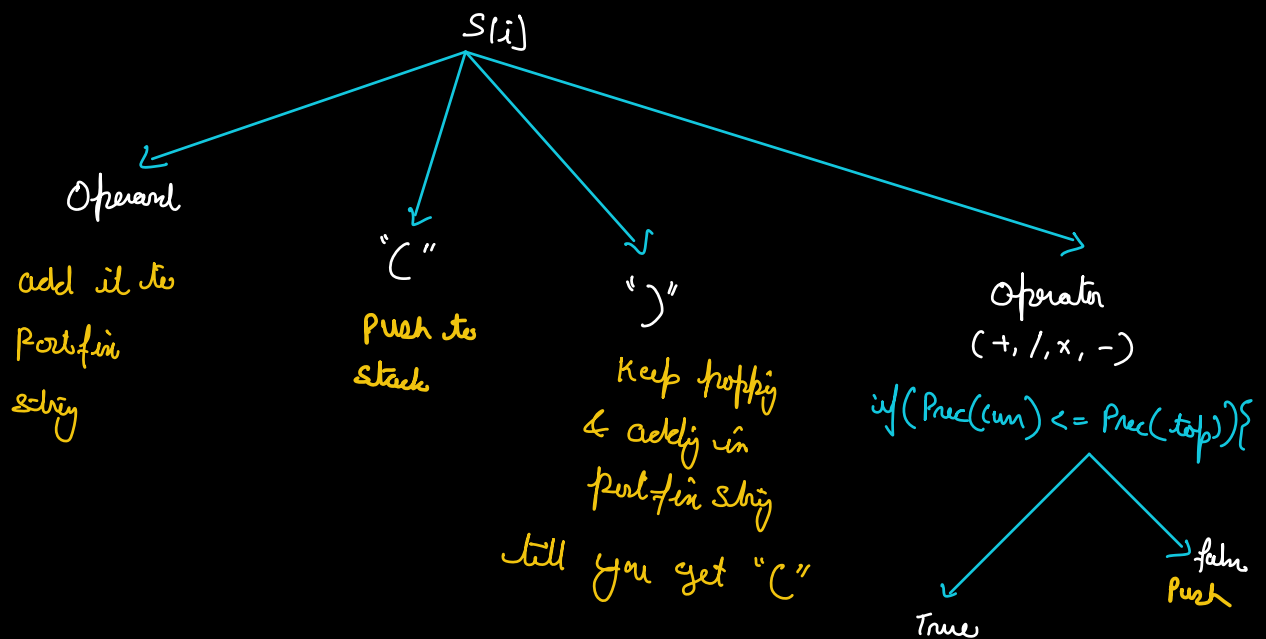 S[i]
Operand
add it to
Postfix
string
"("
Push to
stack
")"
Keep popping
& adding in
postfix string
till you get "("
Operator
(+, /, x, -)
if(Prec(curr) <= Prec(top)){
True
false
Push